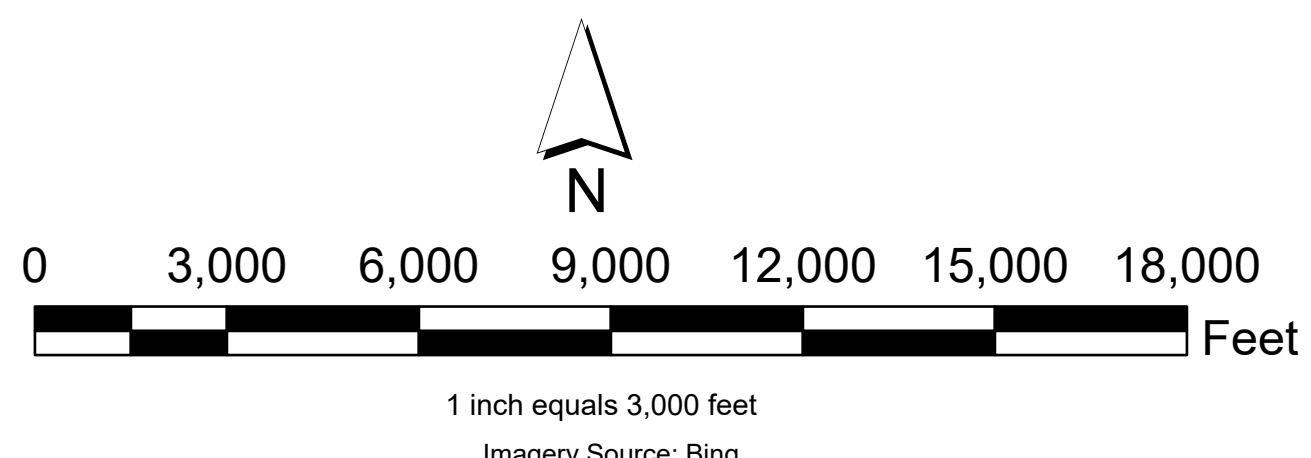 N
0 3,000 6,000 9,000 12,000 15,000 18,000
Feet
1 inch equals 3,000 feet
Imagery Source: Bing